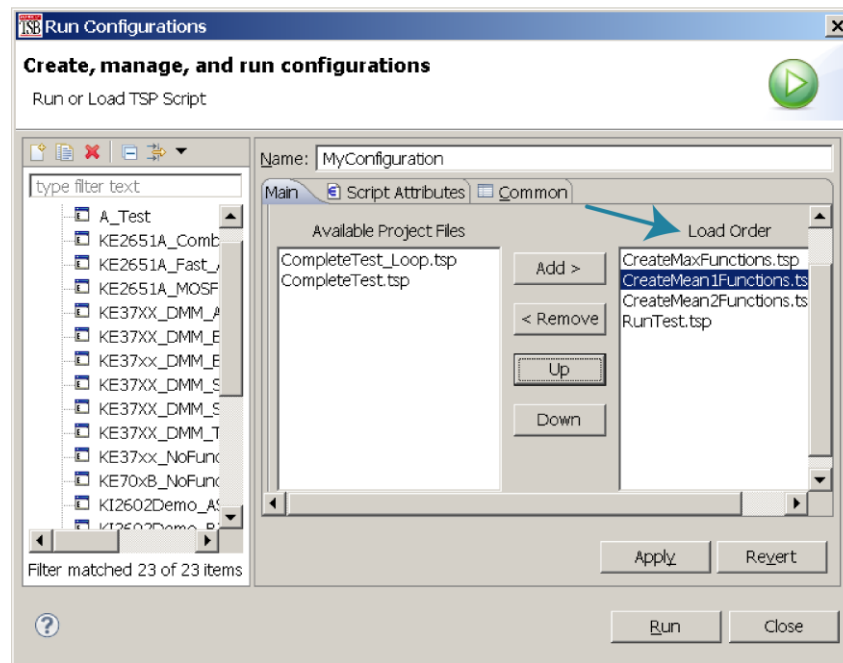 TSB Run Configurations
Create, manage, and run configurations
Run or Load TSP Script
type filter text
A_Test
KE2651A_Comb
KE2651A_Fast_
KE2651A_MOSF
KE37XX_DMM_A
KE37XX_DMM_E
KE37xx_DMM_E
KE37XX_DMM_S
KE37XX_DMM_S
KE37XX_DMM_T
KE37xx_NoFunc
KE70xB_NoFunc
KI2602Demo_AS
Filter matched 23 of 23 items
Name: MyConfiguration
Main Script Attributes Common
Available Project Files
CompleteTest_Loop.tsp
CompleteTest.tsp
Add >
< Remove
Up
Down
Load Order
CreateMaxFunctions.tsp
CreateMean1Functions.ts
CreateMean2Functions.ts
RunTest.tsp
Apply Revert
? Run Close